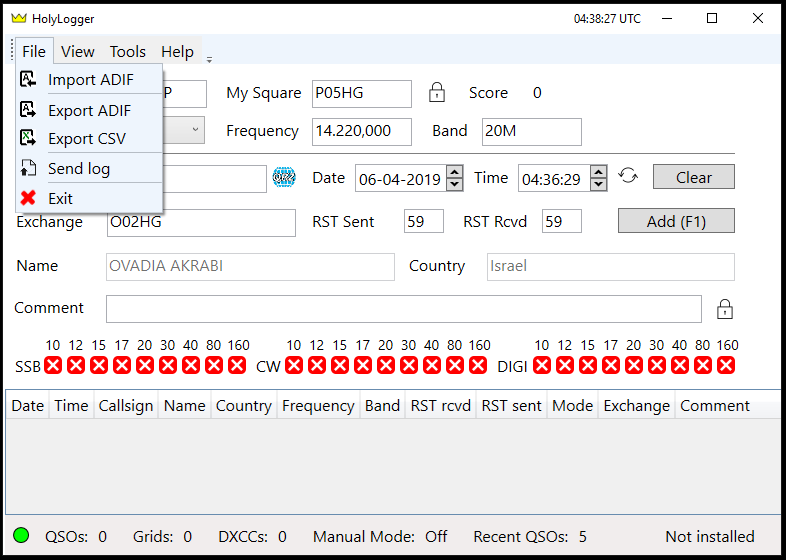 HolyLogger 04:38:27 UTC
File View Tools Help
Import ADIF
Export ADIF
Export CSV
Send log
Exit
P My Square P05HG Score 0
Frequency 14.220,000 Band 20M
Date 06-04-2019 Time 04:36:29 Clear
Exchange O02HG RST Sent 59 RST Rcvd 59 Add (F1)
Name OVADIA AKRABI Country Israel
Comment
10 12 15 17 20 30 40 80 160 10 12 15 17 20 30 40 80 160 10 12 15 17 20 30 40 80 160
SSB CW DIGI
Date Time Callsign Name Country Frequency Band RST rcvd RST sent Mode Exchange Comment
QSOs: 0 Grids: 0 DXCCs: 0 Manual Mode: Off Recent QSOs: 5 Not installed